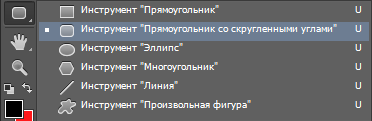 Инструмент "Прямоугольник" U
Инструмент "Прямоугольник со скругленными углами" U
Инструмент "Эллипс" U
Инструмент "Многоугольник" U
Инструмент "Линия" U
Инструмент "Произвольная фигура" U